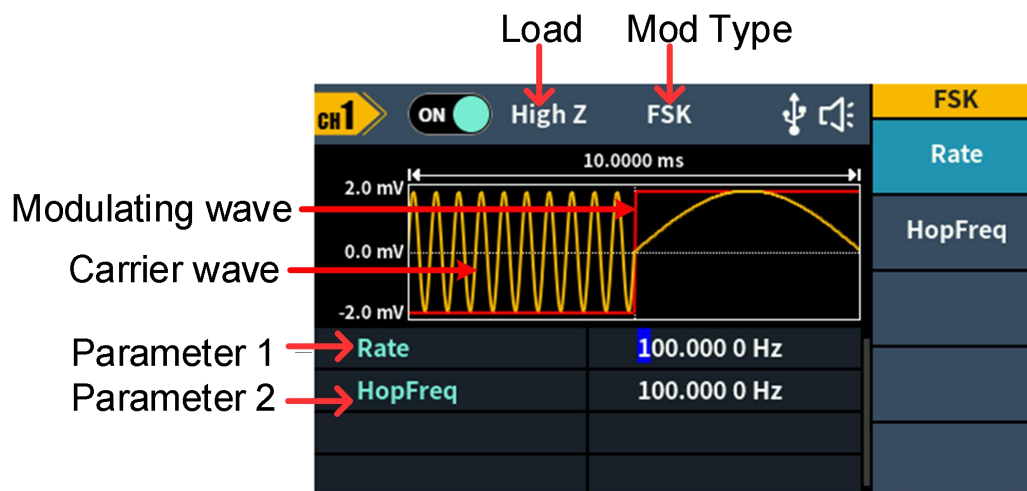 Load Mod Type
CH1 ON High Z FSK FSK
10.0000 ms
Rate
2.0 mV
Modulating wave
HopFreq
0.0 mV
Carrier wave
-2.0 mV
Parameter 1 Rate 100.000 0 Hz
Parameter 2 HopFreq 100.000 0 Hz